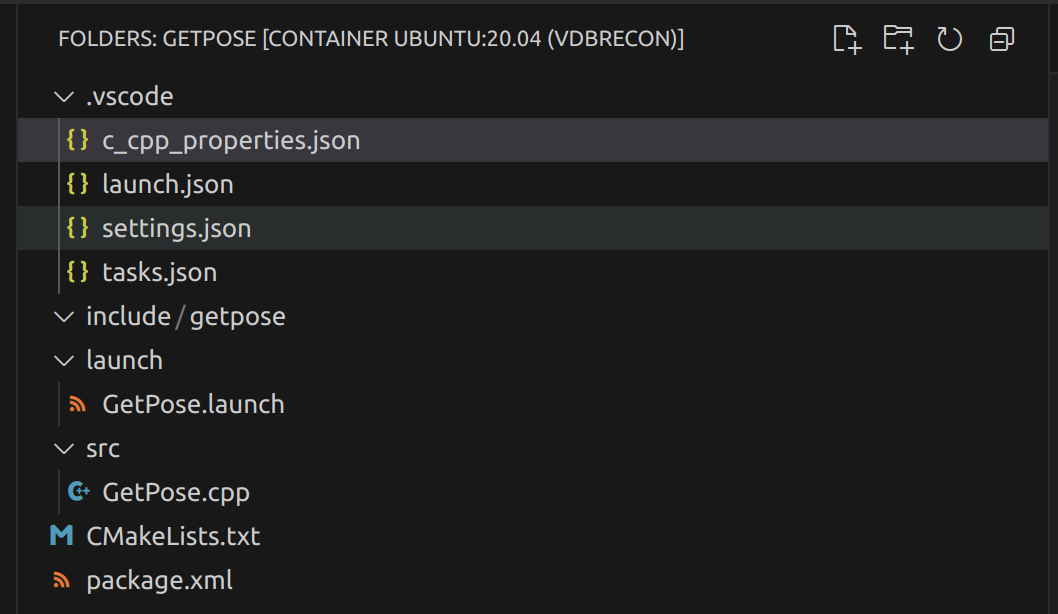 FOLDERS: GETPOSE [CONTAINER UBUNTU:20.04 (VDBRECON)]
.vscode
{} c_cpp_properties.json
{} launch.json
{} settings.json
{} tasks.json
include/getpose
launch
GetPose.launch
src
C++ GetPose.cpp
M CMakeLists.txt
package.xml